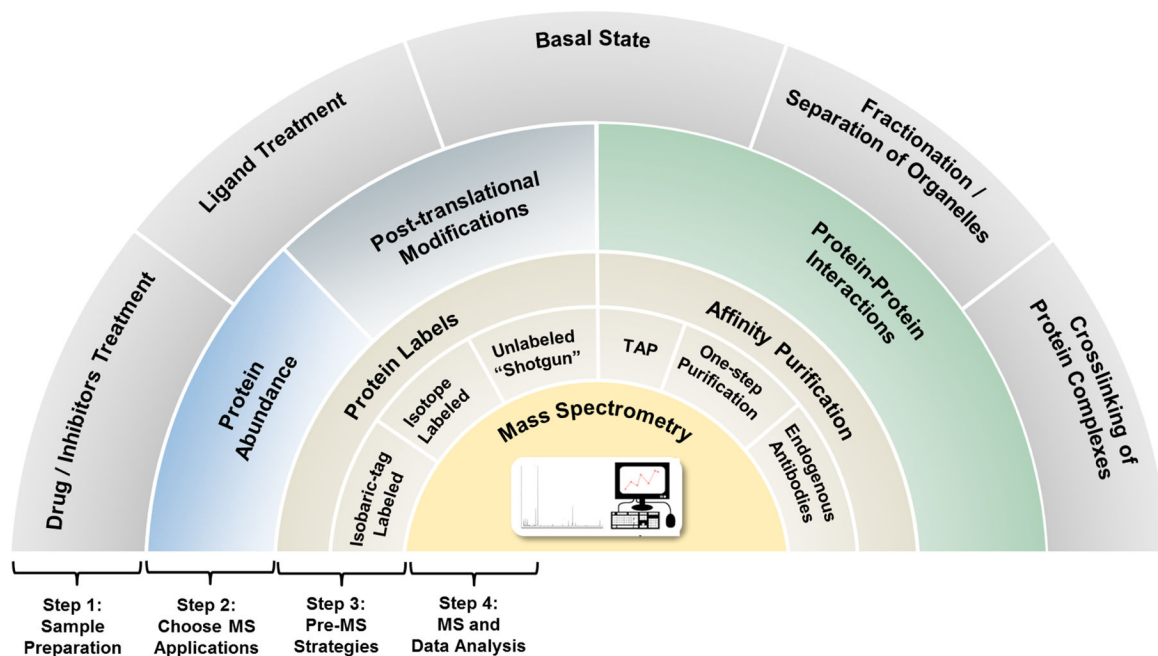 Basal State
Ligand Treatment
Fractionation /
Separation of Organelles
Drug / Inhibitors Treatment
Crosslinking of
Protein Complexes
Post-translational
Modifications
Protein-Protein
Interactions
Protein
Abundance
Protein Labels
Affinity Purification
Unlabeled
“Shotgun”
TAP
One-step
Purification
Isotope
Labeled
Endogenous
Antibodies
Isobaric-tag
Labeled
Mass Spectrometry
Step 1:
Sample
Preparation
Step 2:
Choose MS
Applications
Step 3:
Pre-MS
Strategies
Step 4:
MS and
Data Analysis